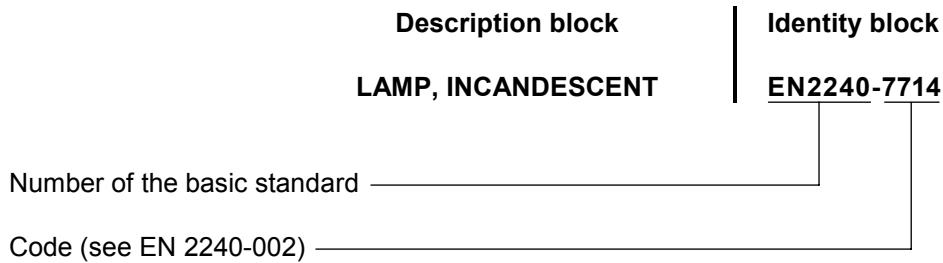 Description block Identity block
LAMP, INCANDESCENT EN2240-7714
Number of the basic standard
Code (see EN 2240-002)